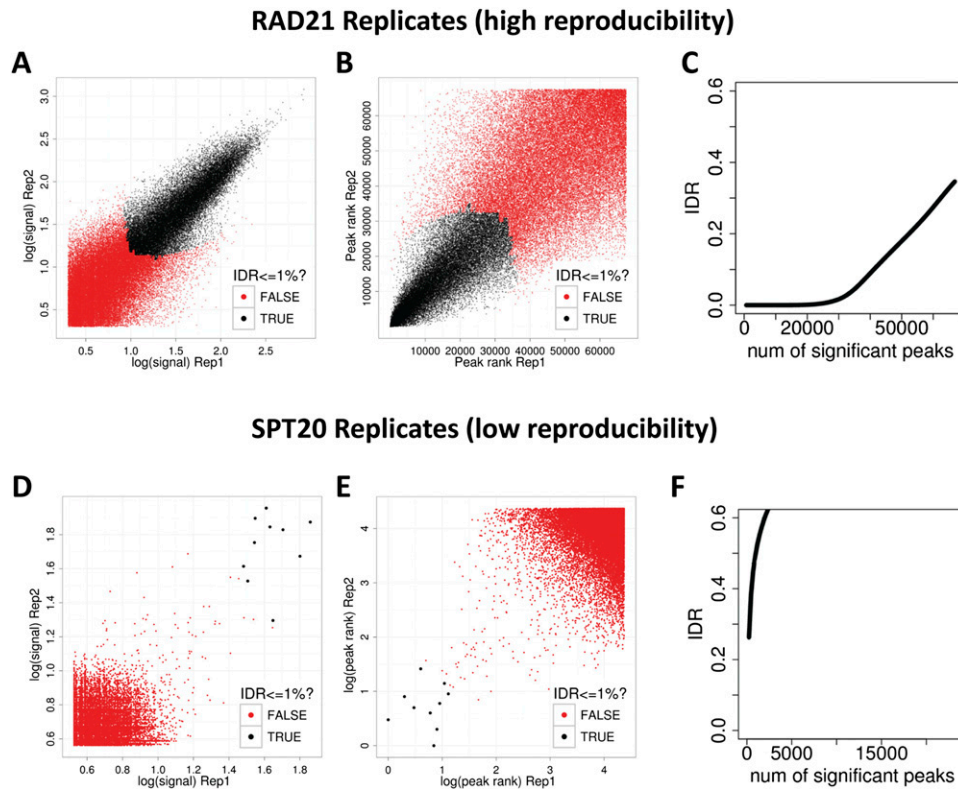 RAD21 Replicates (high reproducibility)
A
B
C
log(signal) Rep2
3.0
2.5
2.0
1.5
1.0
0.5
IDR<=1%?
FALSE
TRUE
0.5 1.0 1.5 2.0 2.5
log(signal) Rep1
Peak rank Rep2
60000
50000
40000
30000
20000
10000
IDR<=1%?
FALSE
TRUE
10000 20000 30000 40000 50000 60000
Peak rank Rep1
IDR
0.6
0.4
0.2
0.0
0 20000 50000
num of significant peaks
SPT20 Replicates (low reproducibility)
D
E
F
log(signal) Rep2
1.8
1.6
1.4
1.2
1.0
0.8
0.6
IDR<=1%?
FALSE
TRUE
0.6 0.8 1.0 1.2 1.4 1.6 1.8
log(signal) Rep1
log(peak rank) Rep2
4
3
2
1
0
IDR<=1%?
FALSE
TRUE
0 1 2 3 4
log(peak rank) Rep1
IDR
0.6
0.4
0.2
0.0
0 5000 15000
num of significant peaks